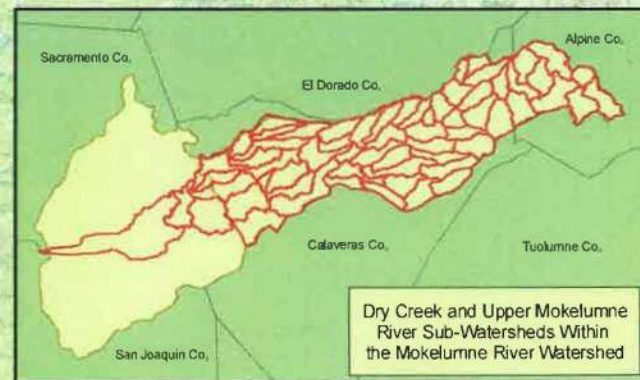 Sacramento Co,
Alpine Co,
El Dorado Co,
Calaveras Co,
Tuolumne Co,
San Joaquin Co,
Dry Creek and Upper Mokelumne
River Sub-Watersheds Within
the Mokelumne River Watershed